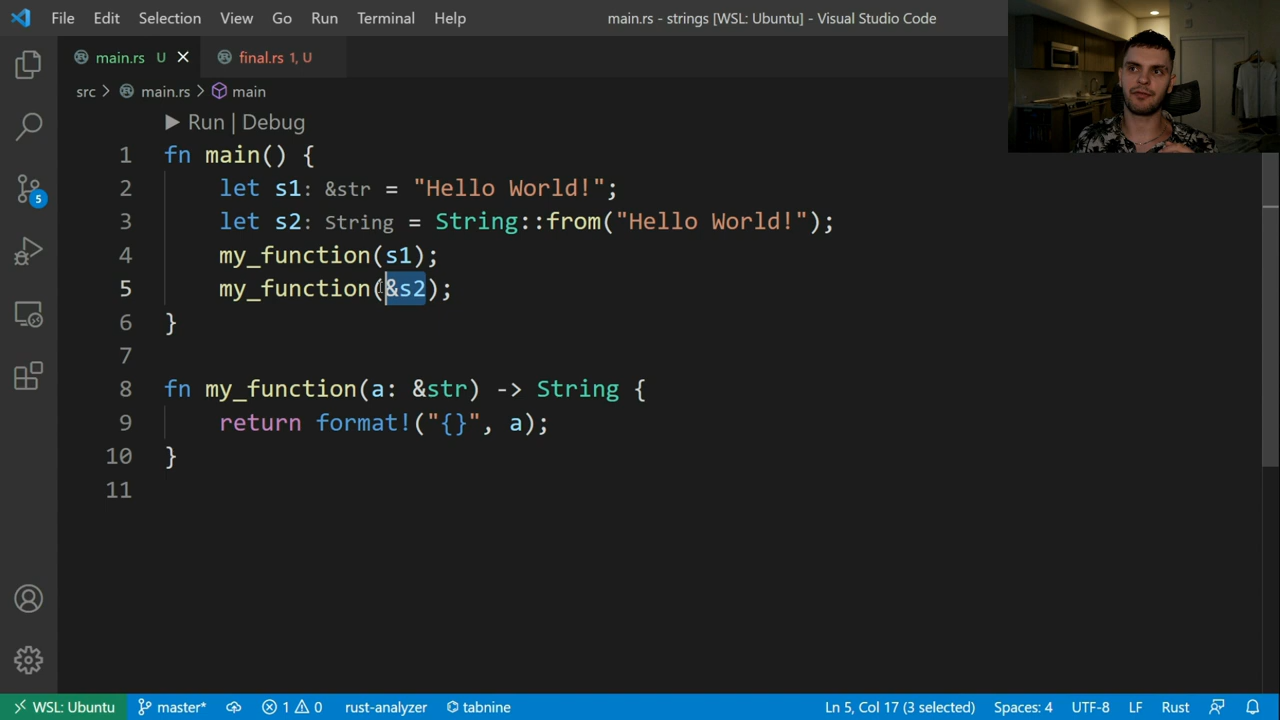 File Edit Selection View Go Run Terminal Help main.rs - strings [WSL: Ubuntu] - Visual Studio Code
main.rs U final.rs 1, U
src > main.rs > main
Run | Debug
1 fn main() {
2 let s1: &str = "Hello World!";
3 let s2: String = String::from("Hello World!");
4 my_function(s1);
5 my_function(&s2);
6 }
7
8 fn my_function(a: &str) -> String {
9 return format!("{}", a);
10 }
11
5
WSL: Ubuntu master* 1 0 rust-analyzer tabnine Ln 5, Col 17 (3 selected) Spaces: 4 UTF-8 LF Rust